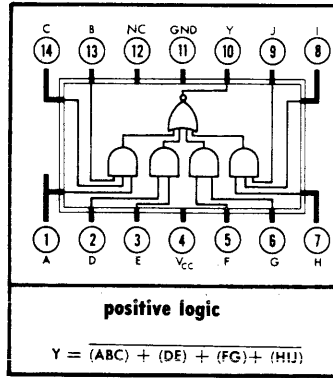 C B NC GND Y J I
14 13 12 11 10 9 8
1 2 3 4 5 6 7
A D E VCC F G H
positive logic
Y = (ABC) + (DE) + (FG) + (HIJ)